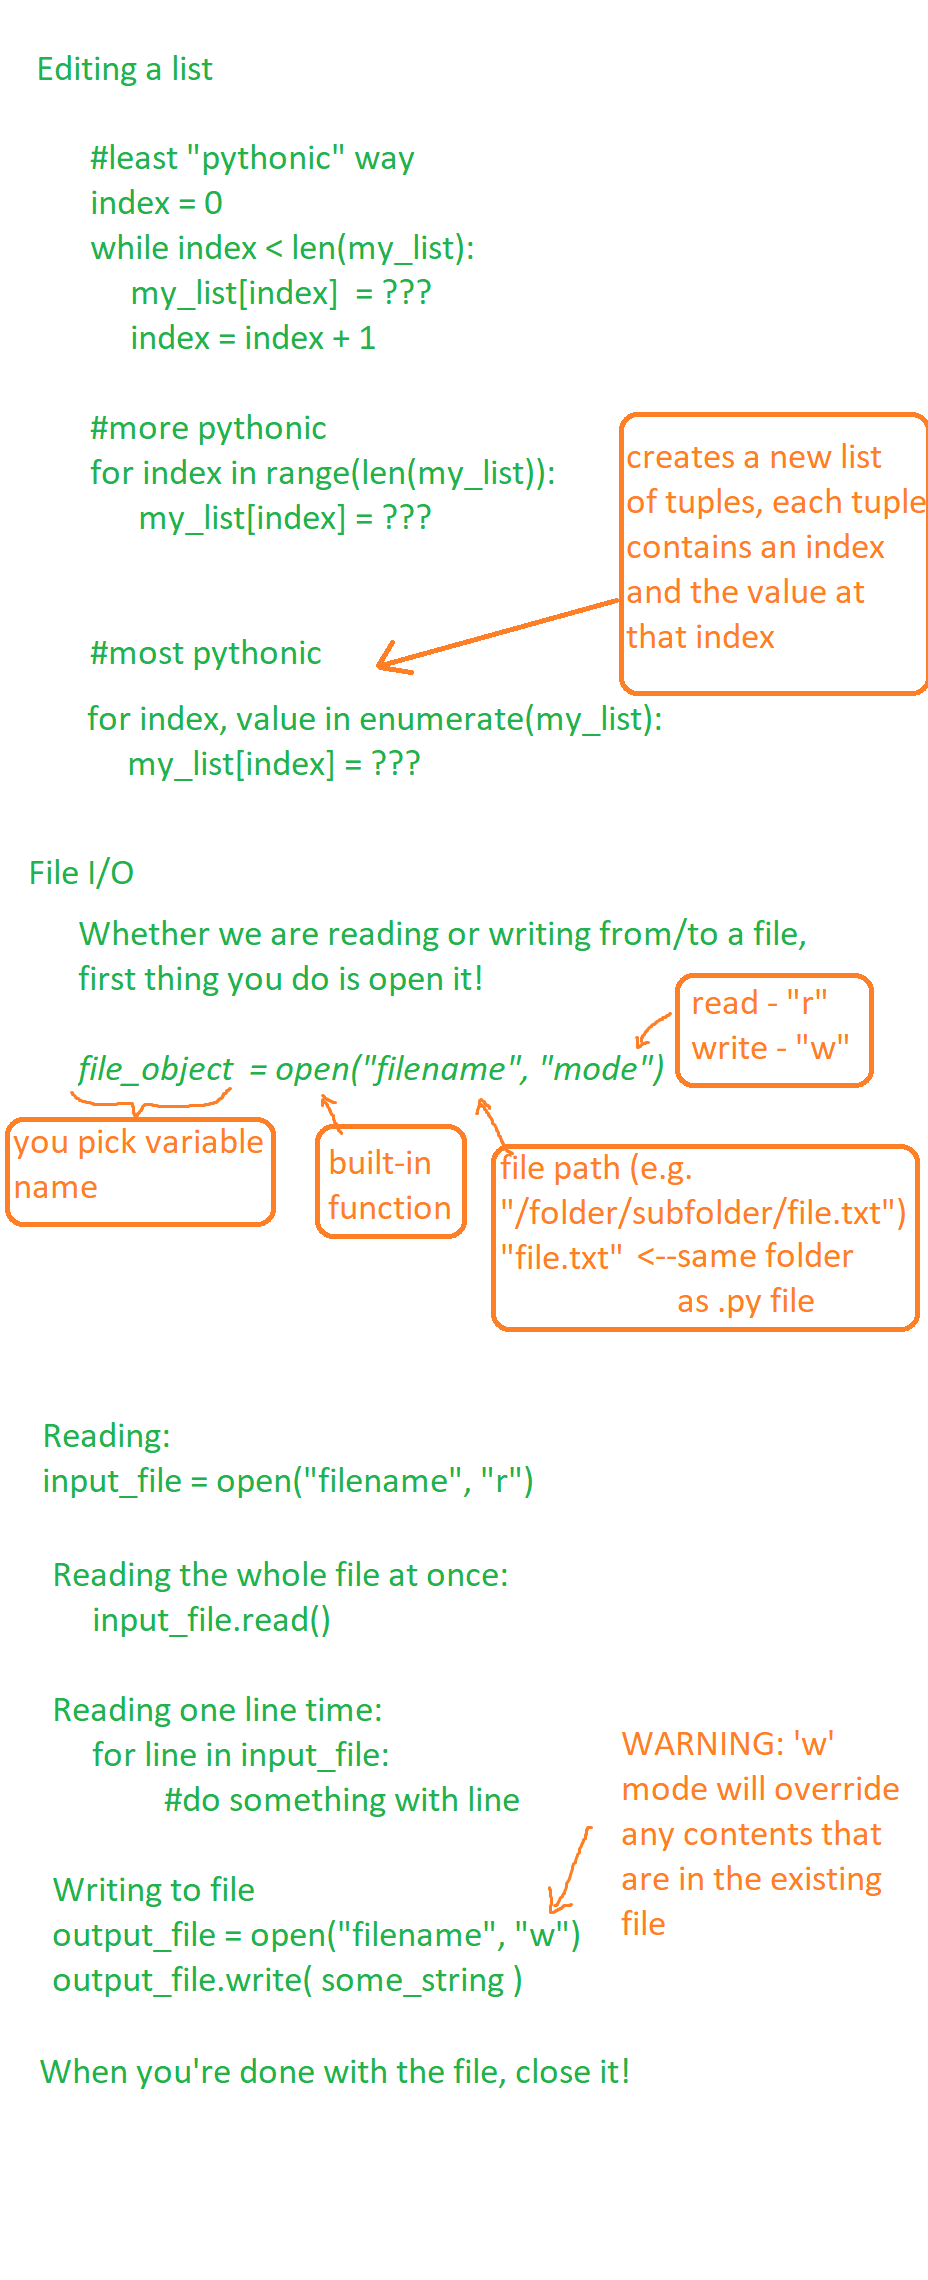 Editing a list
#least "pythonic" way
index = 0
while index < len(my_list):
my_list[index]  = ???
index = index + 1
#more pythonic
for index in range(len(my_list)):
my_list[index] = ???
creates a new list
of tuples, each tuple
contains an index
and the value at
that index
#most pythonic
for index, value in enumerate(my_list):
my_list[index] = ???
File I/O
Whether we are reading or writing from/to a file,
first thing you do is open it!
read - "r"
write - "w"
file_object  = open("filename", "mode")
you pick variable
name
built-in
function
file path (e.g.
"/folder/subfolder/file.txt")
"file.txt"  <--same folder
as .py file
Reading:
input_file = open("filename", "r")
Reading the whole file at once:
input_file.read()
Reading one line time:
for line in input_file:
#do something with line
WARNING: 'w'
mode will override
any contents that
are in the existing
file
Writing to file
output_file = open("filename", "w")
output_file.write( some_string )
When you're done with the file, close it!